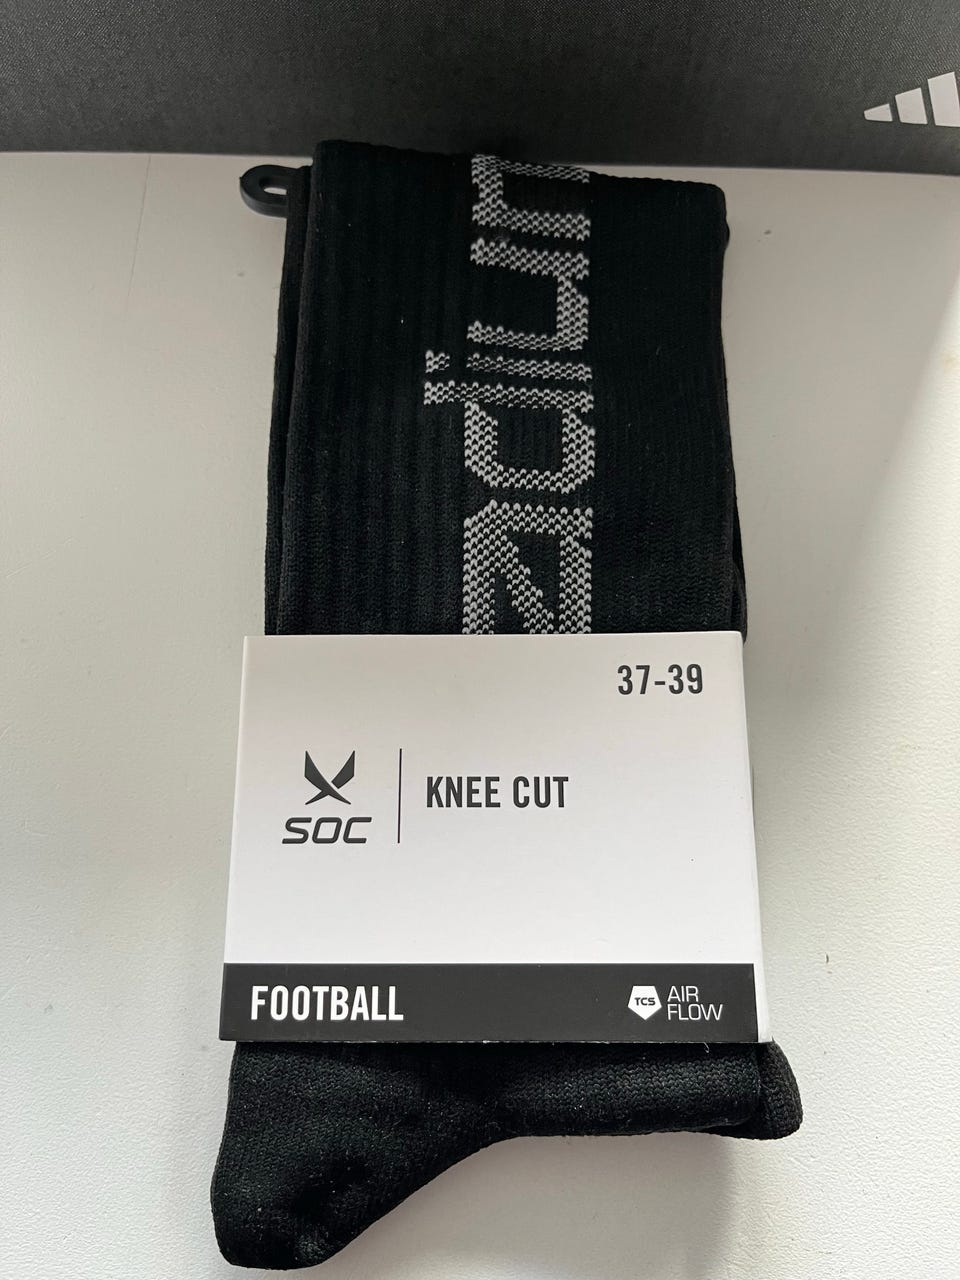 37-39
SOC
KNEE CUT
FOOTBALL
TCS
AIR
FLOW